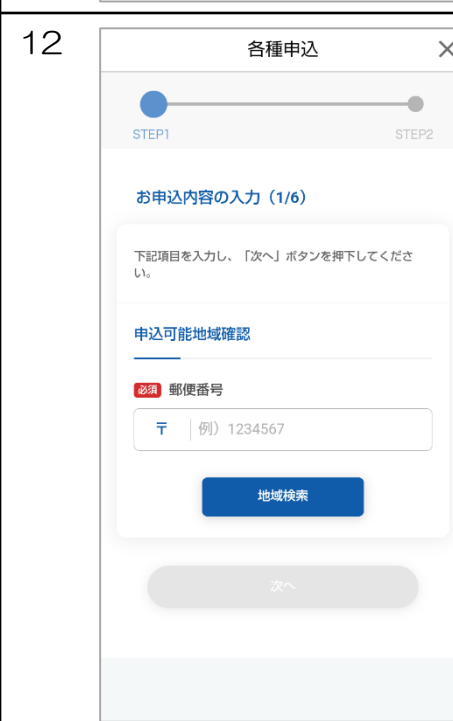 12
各種申込
STEP1
STEP2
お申込内容の入力（1/6）
下記項目を入力し、「次へ」ボタンを押下してくださ
い。
申込可能地域確認
必須 郵便番号
〒 例）1234567
地域検索
次へ